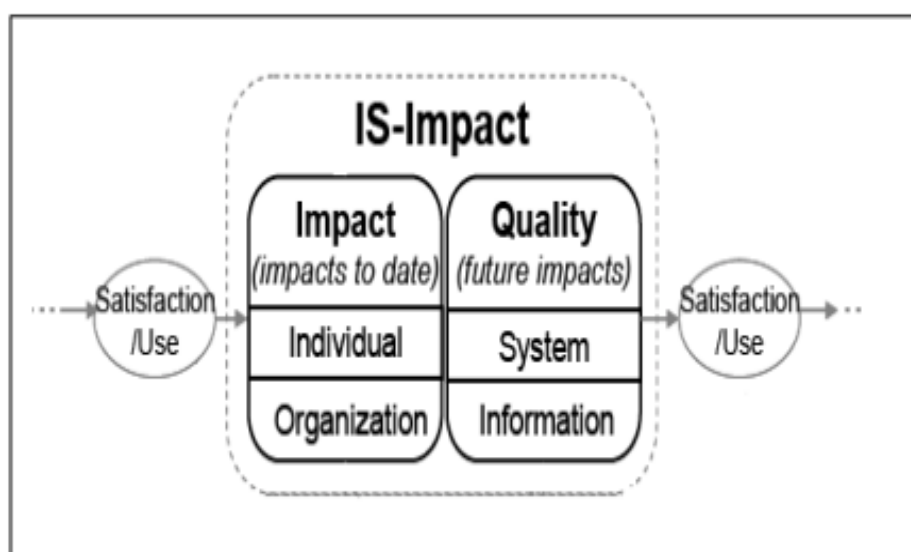 IS-Impact
Impact
(impacts to date)
Individual
Organization
Quality
(future impacts)
System
Information
Satisfaction
/Use
Satisfaction
/Use